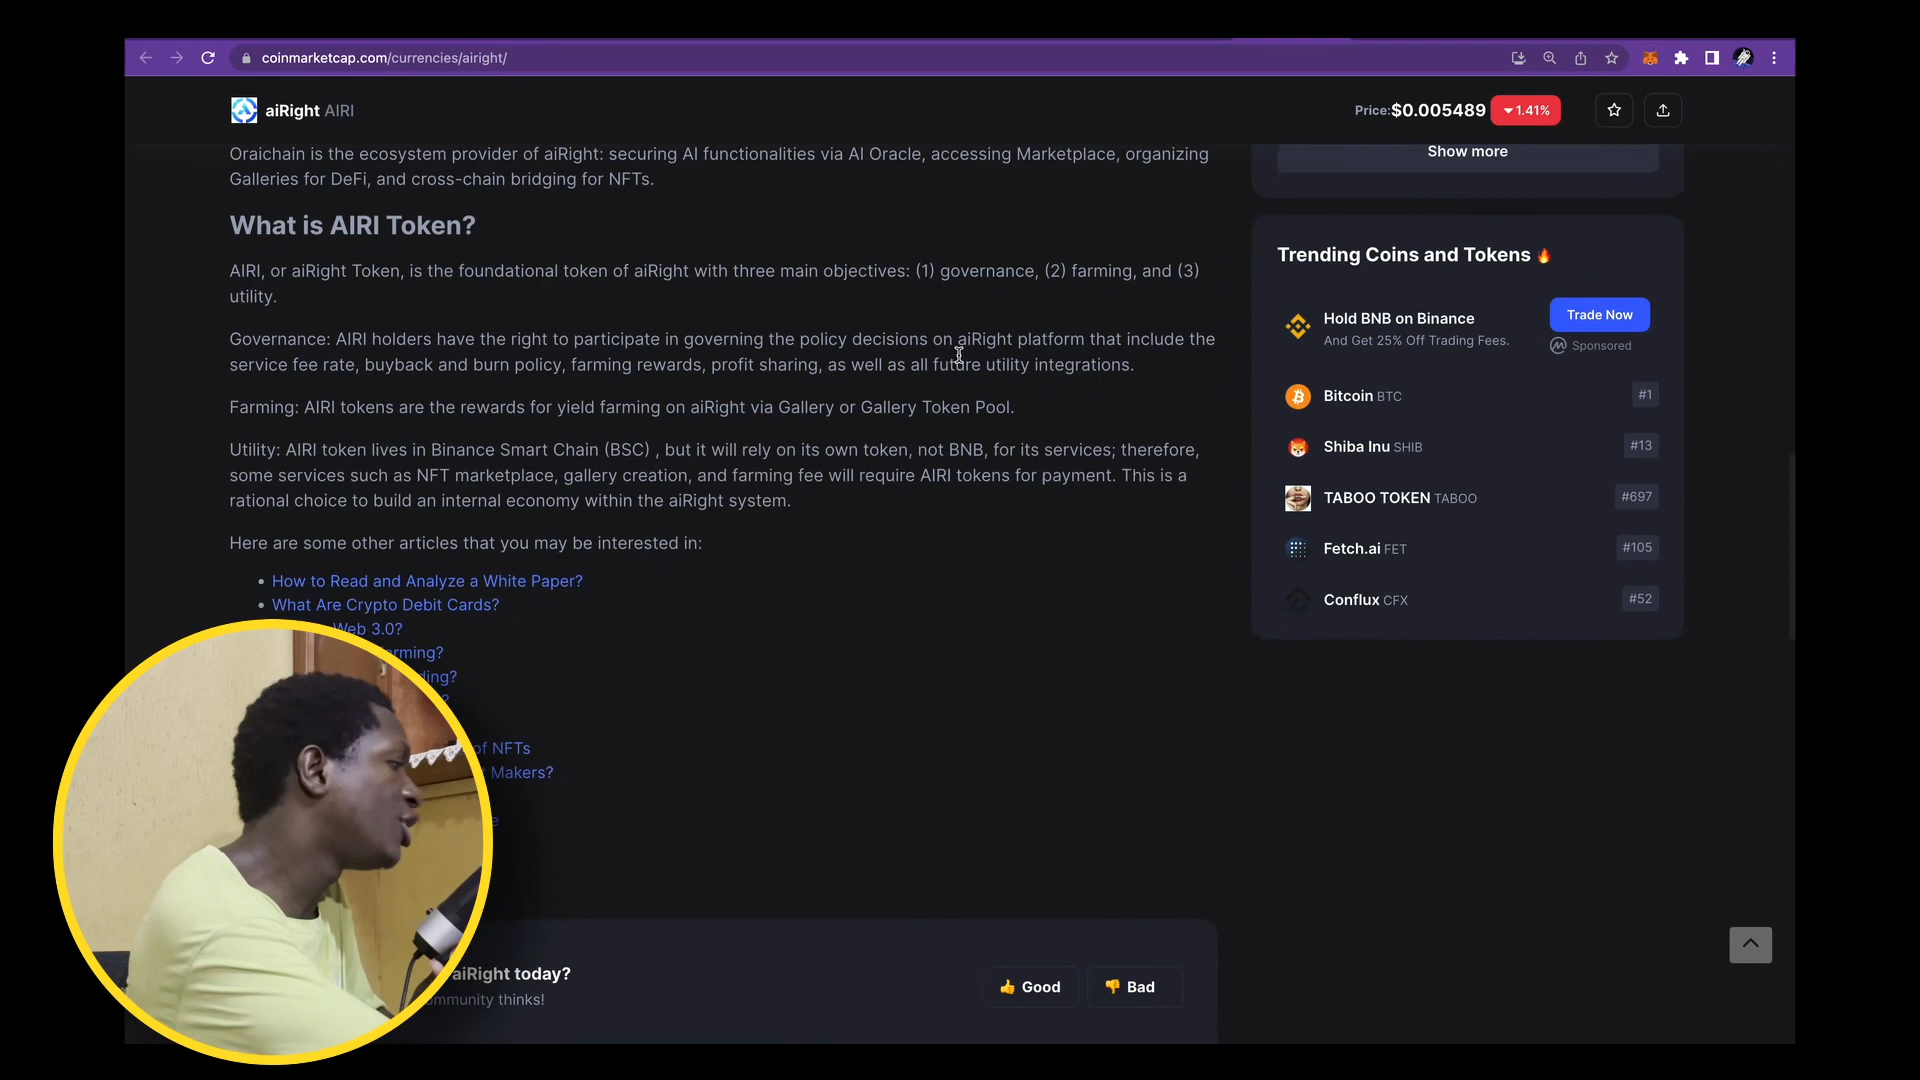 coinmarketcap.com/currencies/airight/
aiRight AIRI
Price:$0.005489 1.41%
Oraichain is the ecosystem provider of aiRight: securing AI functionalities via AI Oracle, accessing Marketplace, organizing
Galleries for DeFi, and cross-chain bridging for NFTs.
What is AIRI Token?
AIRI, or aiRight Token, is the foundational token of aiRight with three main objectives: (1) governance, (2) farming, and (3)
utility.
Governance: AIRI holders have the right to participate in governing the policy decisions on aiRight platform that include the
service fee rate, buyback and burn policy, farming rewards, profit sharing, as well as all future utility integrations.
Farming: AIRI tokens are the rewards for yield farming on aiRight via Gallery or Gallery Token Pool.
Utility: AIRI token lives in Binance Smart Chain (BSC) , but it will rely on its own token, not BNB, for its services; therefore,
some services such as NFT marketplace, gallery creation, and farming fee will require AIRI tokens for payment. This is a
rational choice to build an internal economy within the aiRight system.
Here are some other articles that you may be interested in:
• How to Read and Analyze a White Paper?
• What Are Crypto Debit Cards?
Web 3.0?
of NFTs
Makers?
aiRight today?
thinks!
👍 Good
👎 Bad
Show more
Trending Coins and Tokens 🔥
Hold BNB on Binance
And Get 25% Off Trading Fees.
Trade Now
Sponsored
Bitcoin BTC #1
Shiba Inu SHIB #13
TABOO TOKEN TABOO #697
Fetch.ai FET #105
Conflux CFX #52